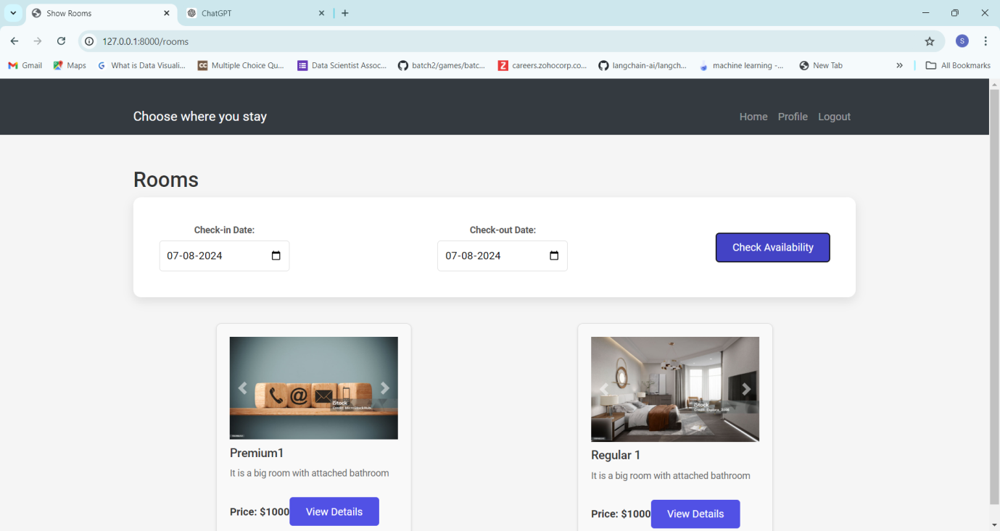 Show Rooms
ChatGPT
127.0.0.1:8000/rooms
S
Gmail
Maps
What is Data Visuali...
CC
Multiple Choice Qu...
Data Scientist Assoc...
batch2/games/batc...
Z
careers.zohocorp.co...
langchain-ai/langch...
machine learning -...
New Tab
»
All Bookmarks
Choose where you stay
Home
Profile
Logout
Rooms
Check-in Date:
07-08-2024
Check-out Date:
07-08-2024
Check Availability
@
iStock
Credit: MicroStockHub
Premium1
It is a big room with attached bathroom
Price: $1000
View Details
iStock
Regular 1
It is a big room with attached bathroom
Price: $1000
View Details